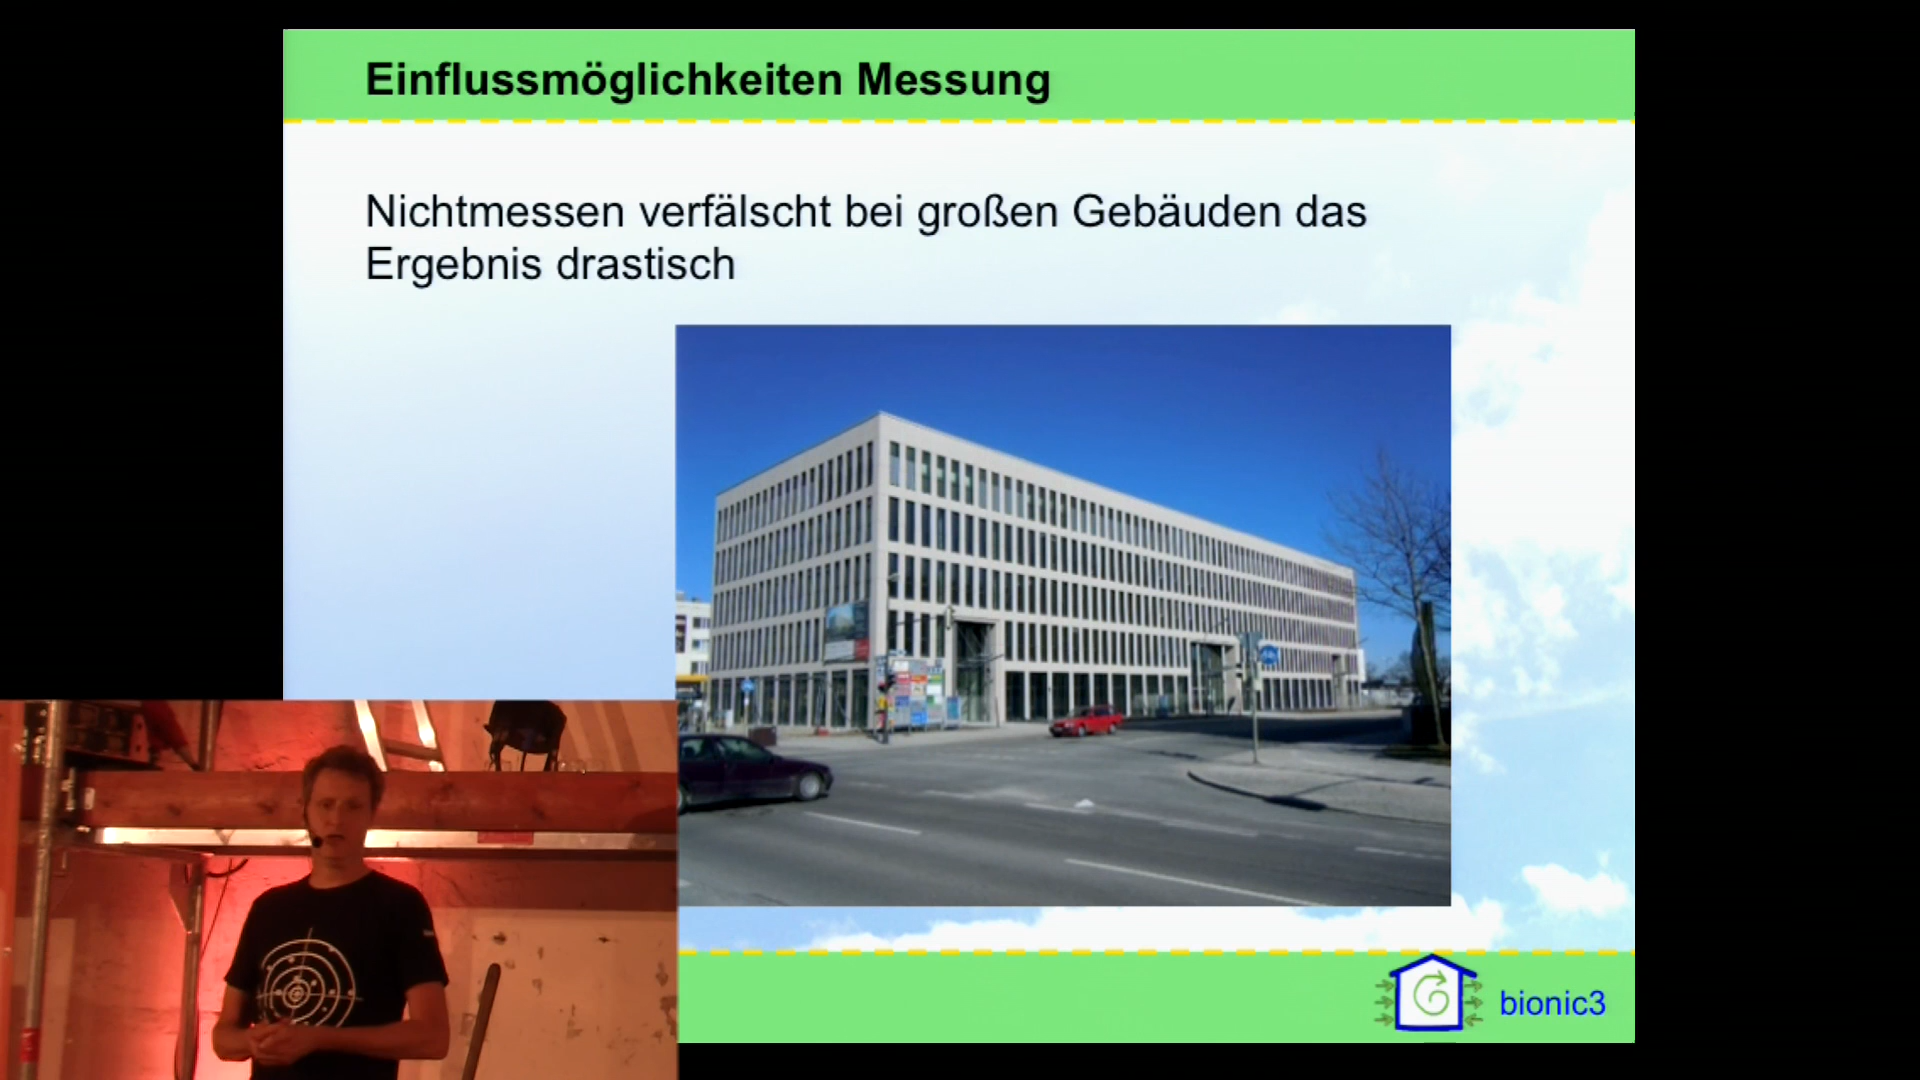 Einflussmöglichkeiten Messung
Nichtmessen verfälscht bei großen Gebäuden das
Ergebnis drastisch
bionic3